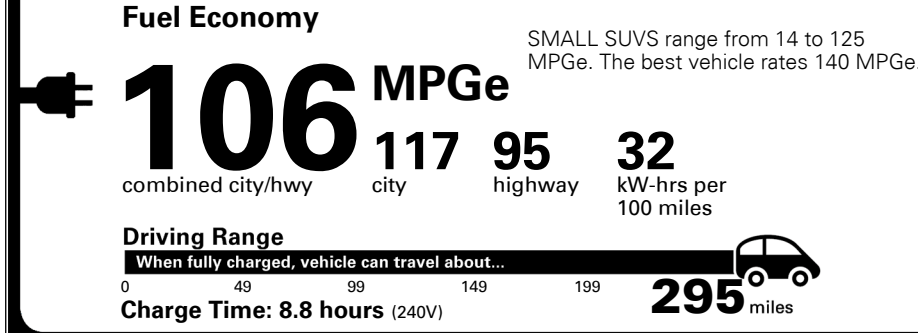 Fuel Economy
SMALL SUVS range from 14 to 125
MPGe. The best vehicle rates 140 MPGe.
106 MPGe
117 95 32
combined city/hwy city highway kW-hrs per
100 miles
Driving Range
When fully charged, vehicle can travel about...
0 49 99 149 199 295 miles
Charge Time: 8.8 hours (240V)